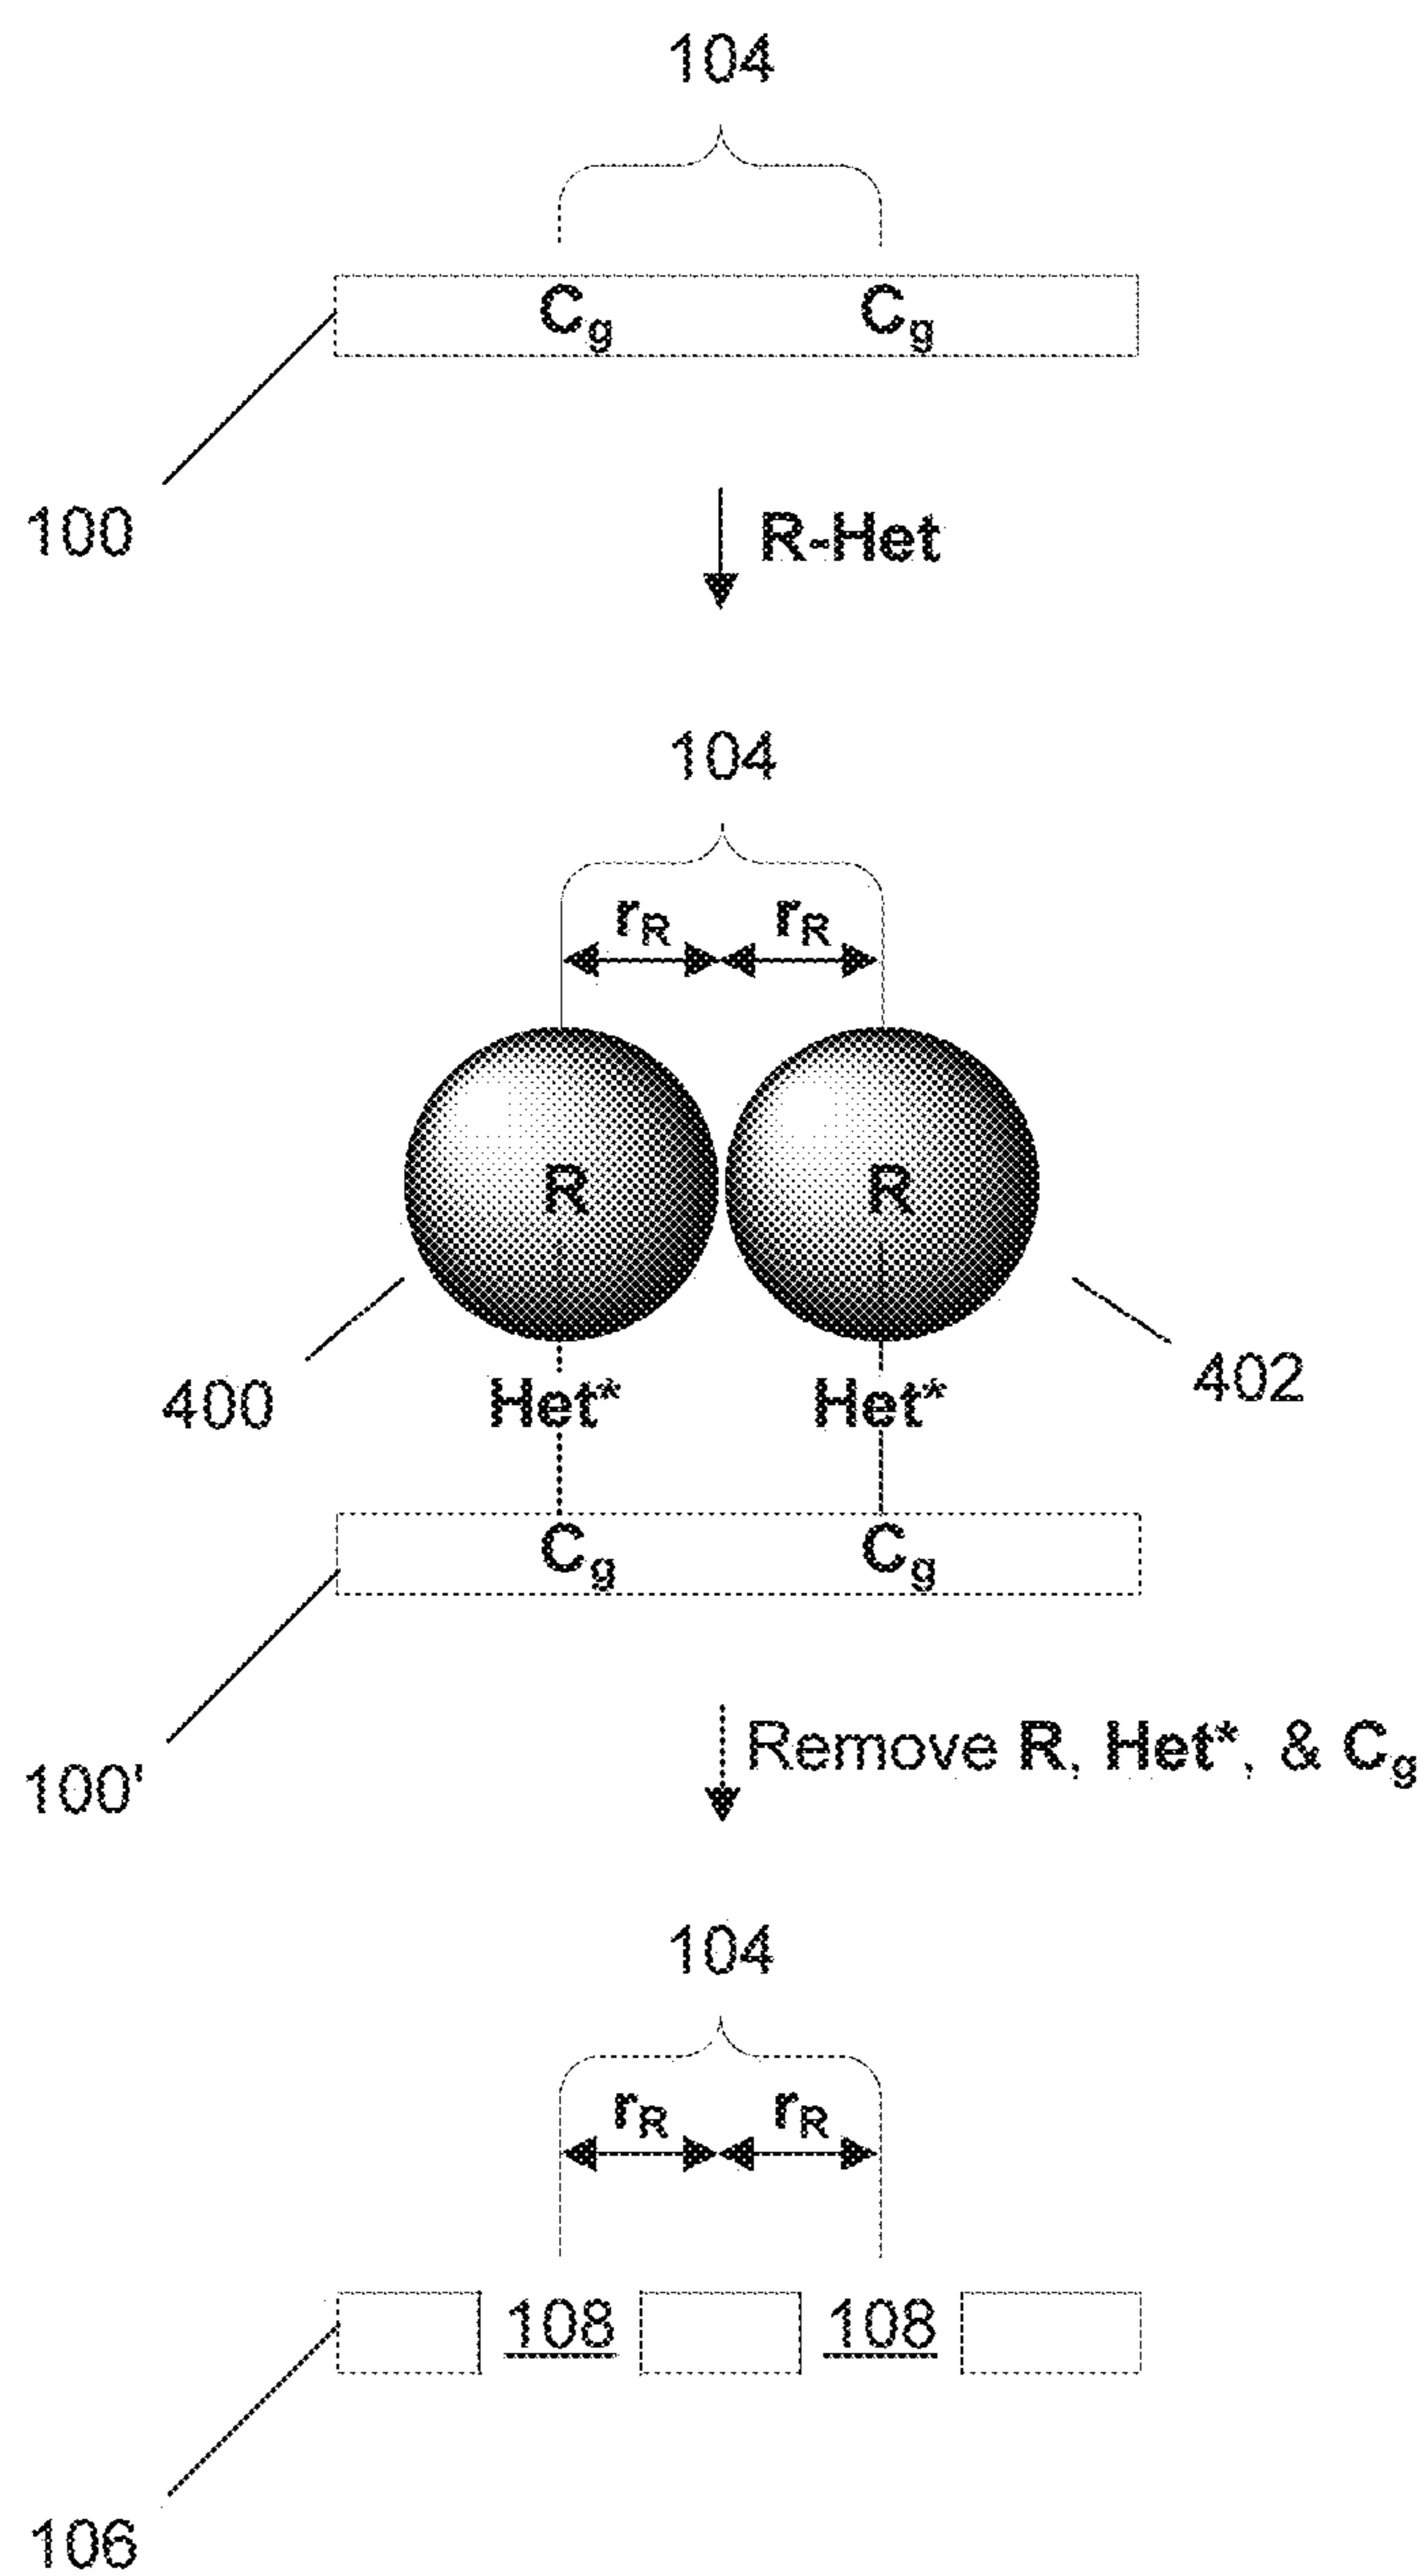 104
Cg Cg
100
R-Het
104
rR rR
R R
400 402
Het* Het*
Cg Cg
100'
Remove R, Het*, & Cg
104
rR rR
108 108
106